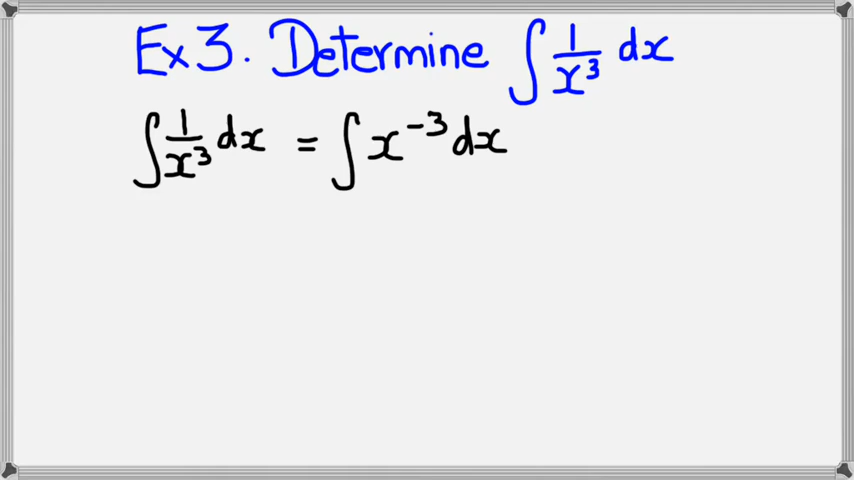 Ex 3. Determine ∫ 1/x³ dx
∫ 1/x³ dx = ∫ x⁻³ dx